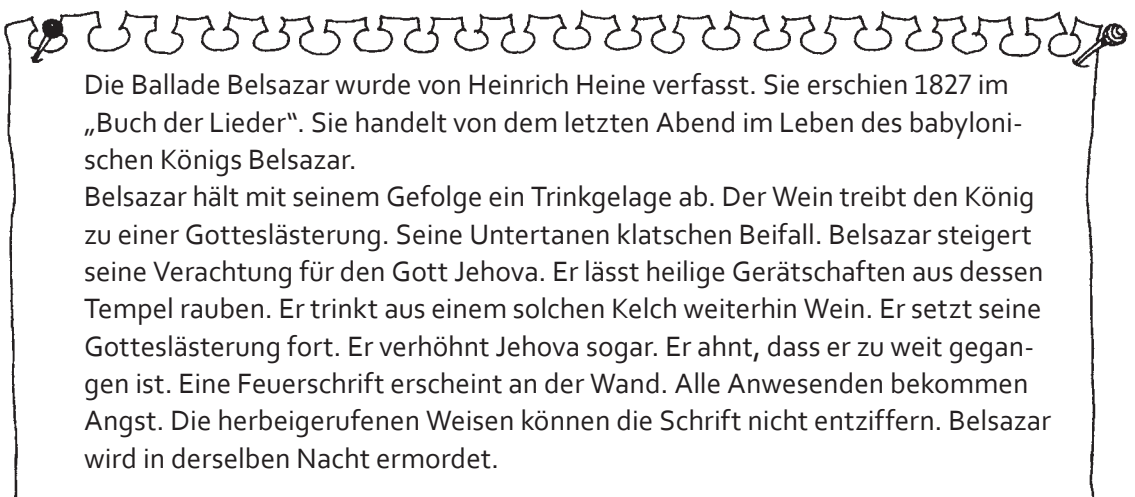 Die Ballade Belsazar wurde von Heinrich Heine verfasst. Sie erschien 1827 im
„Buch der Lieder“. Sie handelt von dem letzten Abend im Leben des babyloni-
schen Königs Belsazar.
Belsazar hält mit seinem Gefolge ein Trinkgelage ab. Der Wein treibt den König
zu einer Gotteslästerung. Seine Untertanen klatschen Beifall. Belsazar steigert
seine Verachtung für den Gott Jehova. Er lässt heilige Gerätschaften aus dessen
Tempel rauben. Er trinkt aus einem solchen Kelch weiterhin Wein. Er setzt seine
Gotteslästerung fort. Er verhöhnt Jehova sogar. Er ahnt, dass er zu weit gegan-
gen ist. Eine Feuerschrift erscheint an der Wand. Alle Anwesenden bekommen
Angst. Die herbeigerufenen Weisen können die Schrift nicht entziffern. Belsazar
wird in derselben Nacht ermordet.